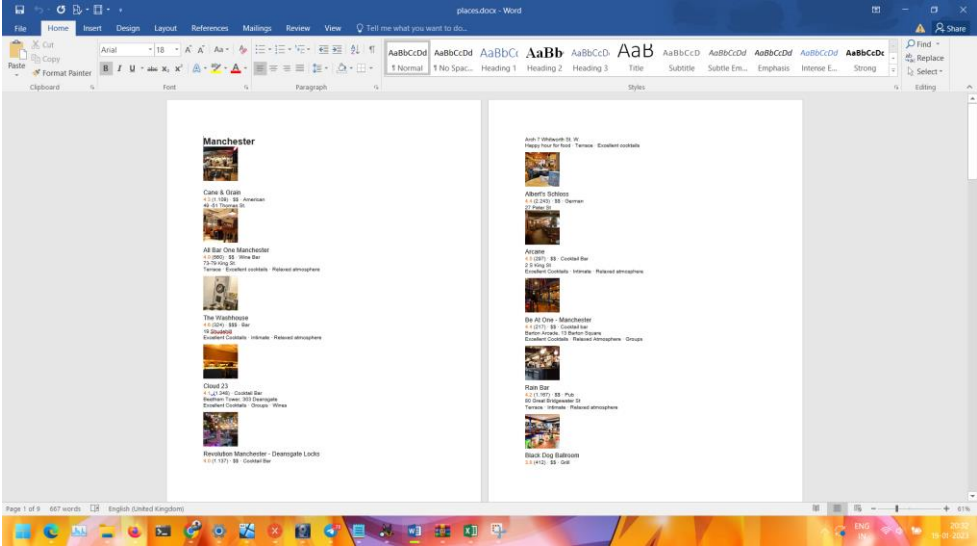 places.docx - Word
File Home Insert Design Layout References Mailings Review View Tell me what you want to do...
Share
Paste
Cut
Copy
Format Painter
Clipboard
Arial 18
Font
Paragraph
AaBbCcDd AaBbCcDd AaBbCc AaBb AaBbCcD AaB AaBbCcD AaBbCcDd AaBbCcDd AaBbCcDd AaBbCcDc
¶ Normal ¶ No Spac... Heading 1 Heading 2 Heading 3 Title Subtitle Subtle Em... Emphasis Intense E... Strong
Styles
Find
Replace
Select
Editing
Manchester
Cane & Grain
4.3 (1.109) · $$ · American
49 -51 Thomas St.
All Bar One Manchester
4.0 (660) · $$ · Wine Bar
73-79 King St.
Terrace · Excellent cocktails · Relaxed atmosphere
The Washhouse
4.6 (324) · $$$ · Bar
19 Shudehill
Excellent Cocktails · Intimate · Relaxed atmosphere
Cloud 23
4.1 (1.346) · Cocktail Bar
Beetham Tower, 303 Deansgate
Excellent Cocktails · Groups · Wines
Revolution Manchester - Deansgate Locks
4.0 (1.137) · $$ · Cocktail Bar
Arch 7 Whitworth St. W
Happy hour for food · Terrace · Excellent cocktails
Albert's Schloss
4.4 (2.243) · $$ · German
27 Peter St
Arcane
(287) · $$ · Cocktail Bar
2 S King St
Excellent Cocktails · Intimate · Relaxed atmosphere
Be At One - Manchester
4.4 (217) · $$ · Cocktail bar
Barton Arcade, 13 Barton Square
Excellent Cocktails · Relaxed Atmosphere · Groups
Rain Bar
4.2 (1.197) · $$ · Pub
80 Great Bridgewater St
Terrace · Intimate · Relaxed atmosphere
Black Dog Ballroom
3.8 (412) · $$ · Grill
Page 1 of 9 667 words English (United Kingdom)
61%
ENG
IN
20:32